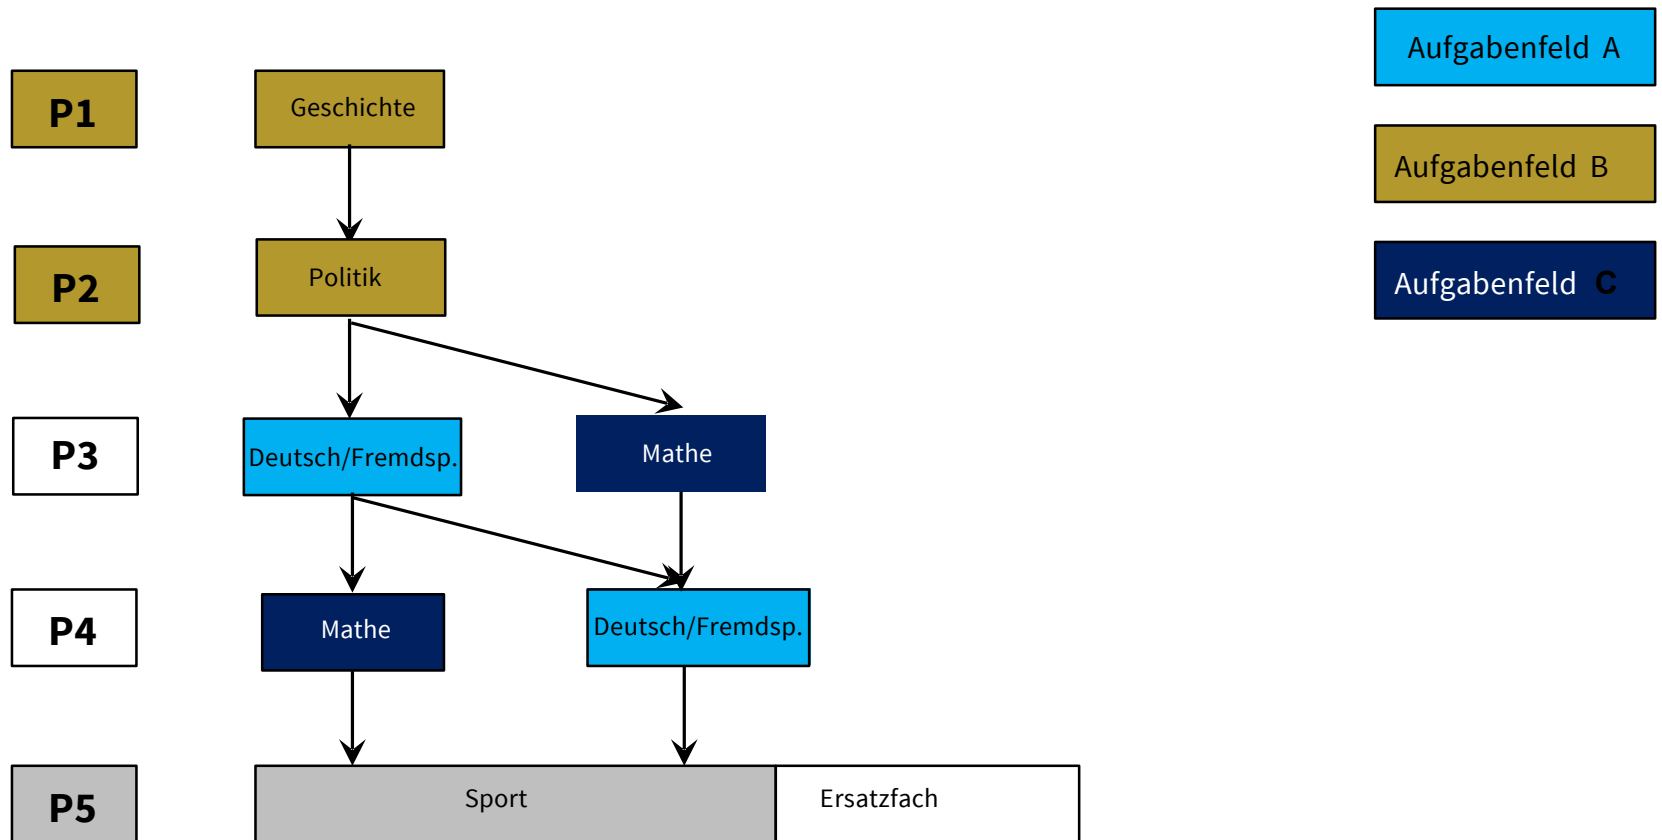 Aufgabenfeld A
P1
Geschichte
Aufgabenfeld B
P2
Politik
Aufgabenfeld C
P3
Deutsch/Fremdsp.
Mathe
P4
Mathe
Deutsch/Fremdsp.
P5
Sport
Ersatzfach